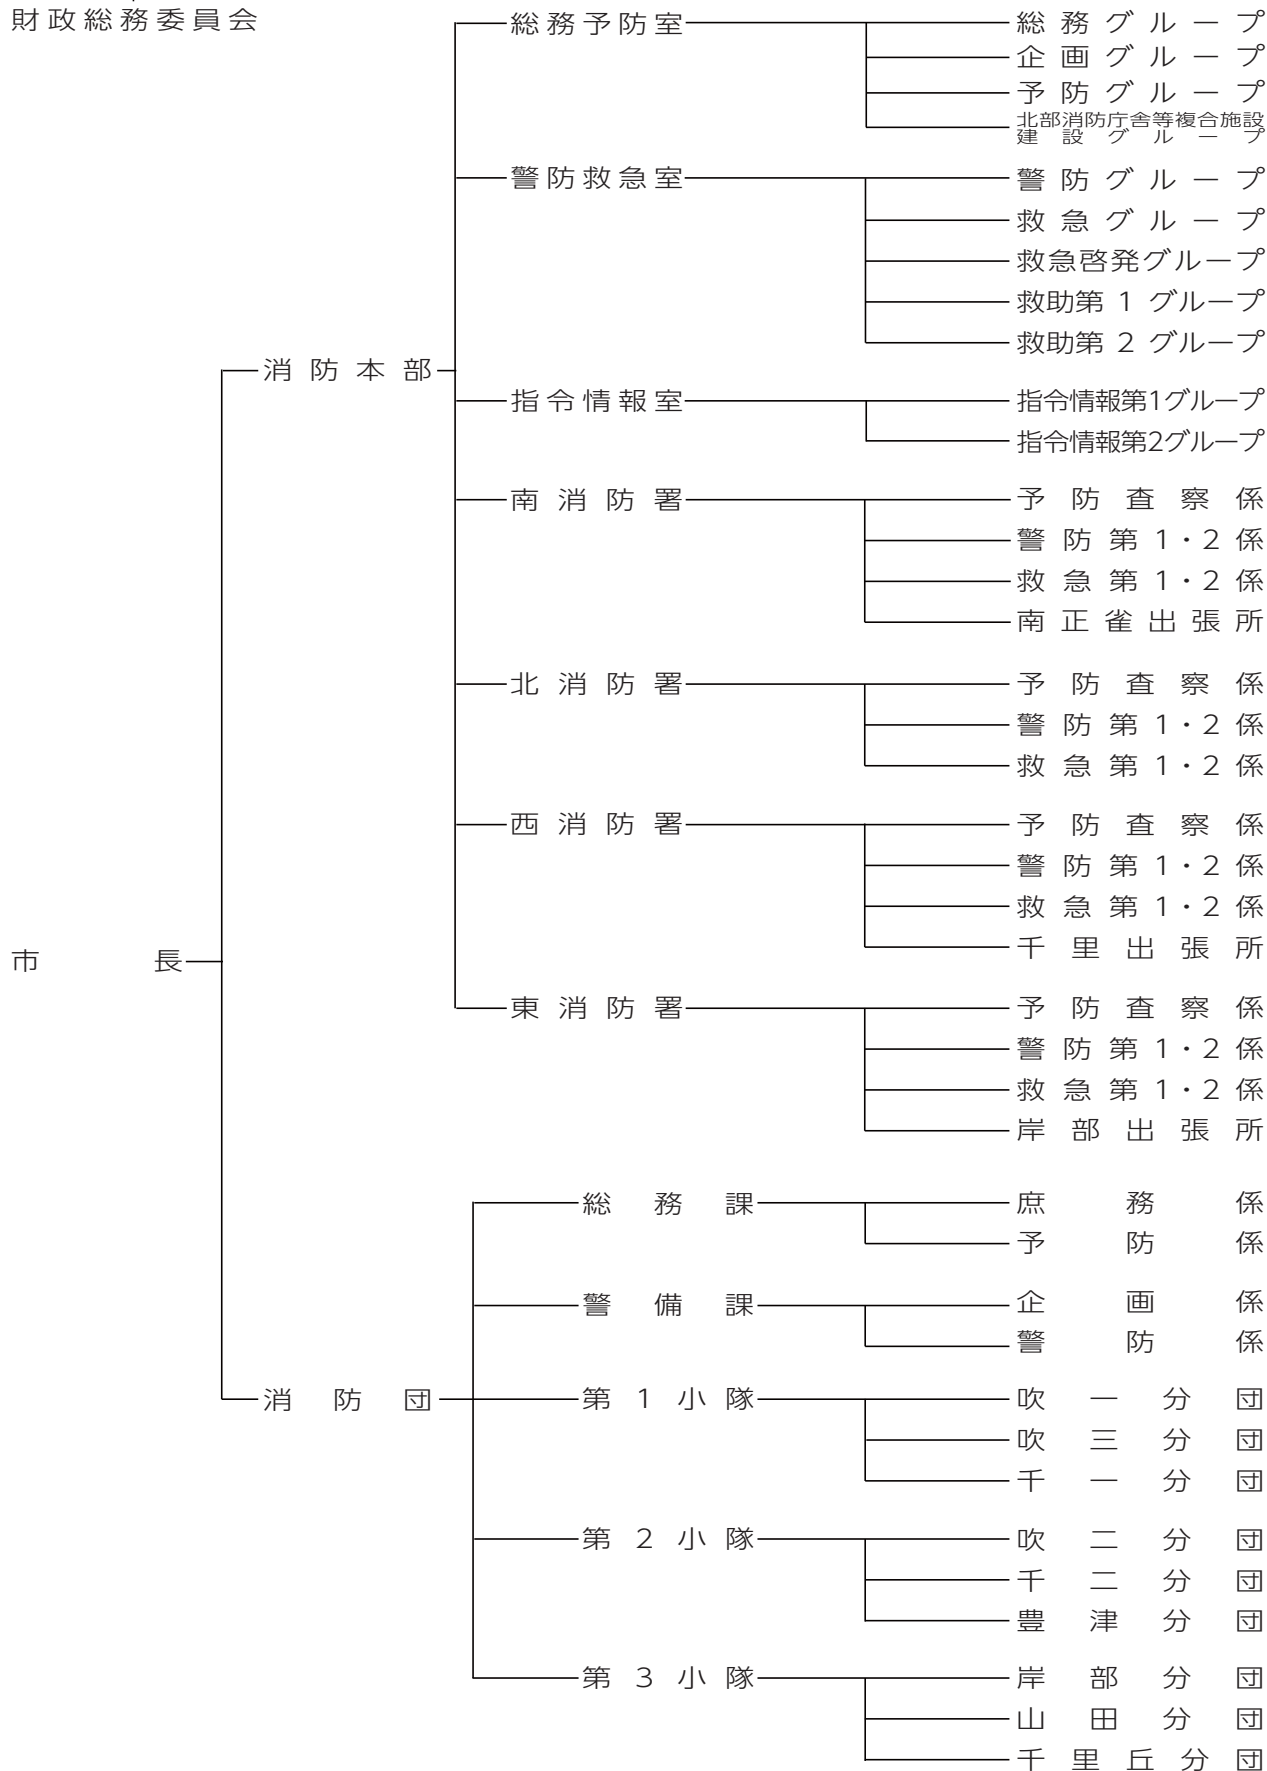 財政総務委員会
総務予防室
総務グループ
企画グループ
予防グループ
北部消防庁舎等複合施設
建設グループ
警防救急室
警防グループ
救急グループ
救急啓発グループ
救助第1グループ
救助第2グループ
消防本部
指令情報室
指令情報第1グループ
指令情報第2グループ
南消防署
予防査察係
警防第1・2係
救急第1・2係
南正雀出張所
北消防署
予防査察係
警防第1・2係
救急第1・2係
西消防署
予防査察係
警防第1・2係
救急第1・2係
千里出張所
市長
東消防署
予防査察係
警防第1・2係
救急第1・2係
岸部出張所
総務課
庶務係
予防係
警備課
企画係
警防係
消防団
第1小隊
吹一分団
吹三分団
千一分団
第2小隊
吹二分団
千二分団
豊津分団
第3小隊
岸部分団
山田分団
千里丘分団